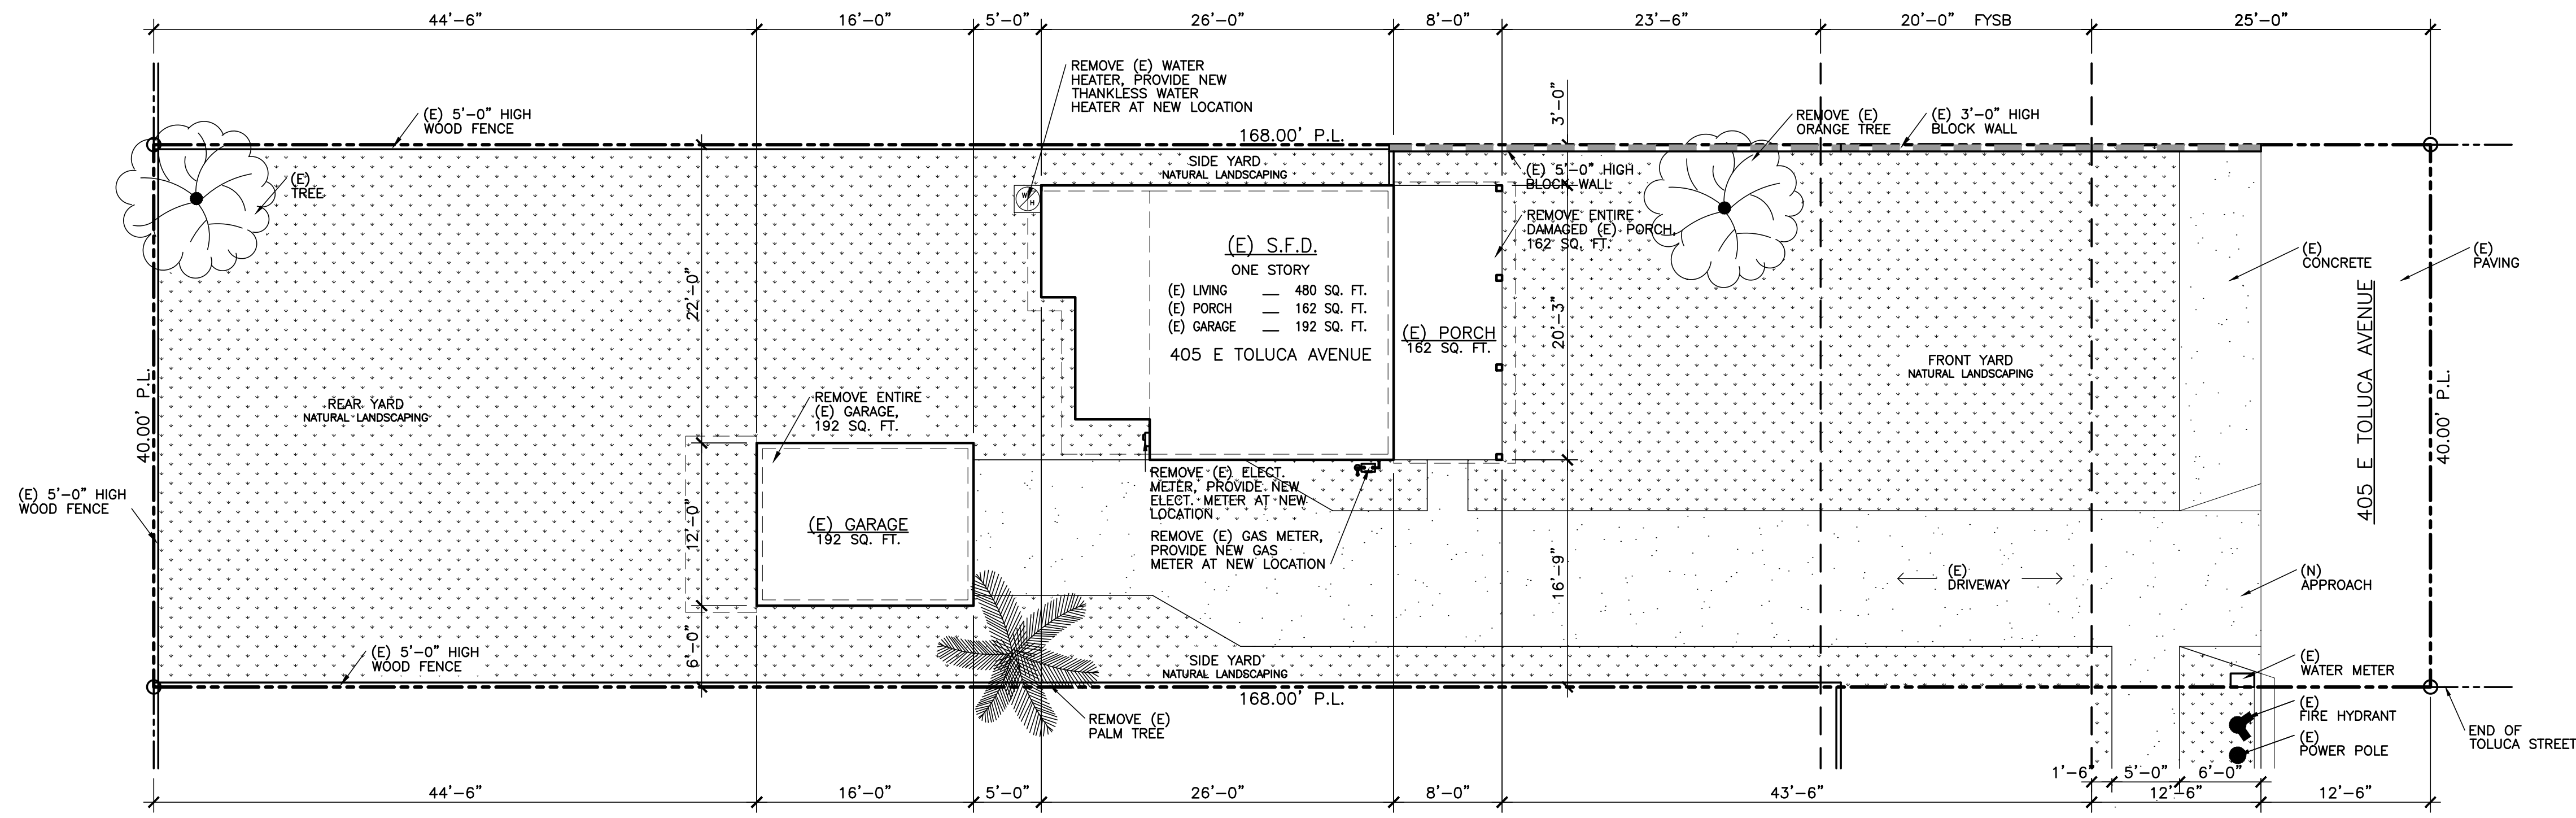 44'-6"
16'-0"
5'-0"
26'-0"
8'-0"
23'-6"
20'-0" FYSB
25'-0"
REMOVE (E) WATER
HEATER, PROVIDE NEW
THANKLESS WATER
HEATER AT NEW LOCATION
(E) 5'-0" HIGH
WOOD FENCE
168.00' P.L.
3'-0"
REMOVE (E)
ORANGE TREE
(E) 3'-0" HIGH
BLOCK WALL
(E)
TREE
SIDE YARD
NATURAL LANDSCAPING
(E) 5'-0" HIGH
BLOCK WALL
W
H
REMOVE ENTIRE
DAMAGED (E) PORCH,
162 SQ. FT.
(E) S.F.D.
ONE STORY
(E) LIVING — 480 SQ. FT.
(E) PORCH — 162 SQ. FT.
(E) GARAGE — 192 SQ. FT.
405 E TOLUCA AVENUE
(E)
CONCRETE
(E)
PAVING
22'-0"
(E) PORCH
162 SQ. FT.
20'-3"
FRONT YARD
NATURAL LANDSCAPING
405 E TOLUCA AVENUE
40.00' P.L.
40.00' P.L.
REAR YARD
NATURAL LANDSCAPING
REMOVE ENTIRE
(E) GARAGE,
192 SQ. FT.
(E) 5'-0" HIGH
WOOD FENCE
12'-0"
(E) GARAGE
192 SQ. FT.
REMOVE (E) ELECT.
METER, PROVIDE NEW
ELECT. METER AT NEW
LOCATION
REMOVE (E) GAS METER,
PROVIDE NEW GAS
METER AT NEW LOCATION
16'-9"
(E)
DRIVEWAY
(N)
APPROACH
6'-0"
(E) 5'-0" HIGH
WOOD FENCE
SIDE YARD
NATURAL LANDSCAPING
168.00' P.L.
REMOVE (E)
PALM TREE
(E)
WATER METER
(E)
FIRE HYDRANT
(E)
POWER POLE
END OF
TOLUCA STREET
1'-6"
5'-0"
6'-0"
44'-6"
16'-0"
5'-0"
26'-0"
8'-0"
43'-6"
12'-6"
12'-6"